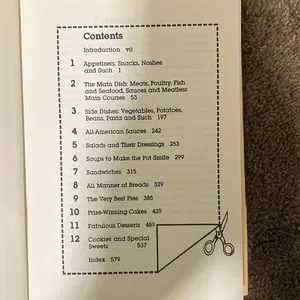 Contents
Introduction vii
1 Appetizers, Snacks, Noshes
and Such 1
2 The Main Dish: Meats, Poultry, Fish
and Seafood, Sauces and Meatless
Main Courses 53
3 Side Dishes: Vegetables, Potatoes,
Beans, Pasta and Such 197
4 All-American Sauces 242
5 Salads and Their Dressings 253
6 Soups to Make the Pot Smile 299
7 Sandwiches 315
8 All Manner of Breads 329
9 The Very Best Pies 385
10 Prize-Winning Cakes 429
11 Fabulous Desserts 489
12 Cookies and Special
Sweets 537
Index 579